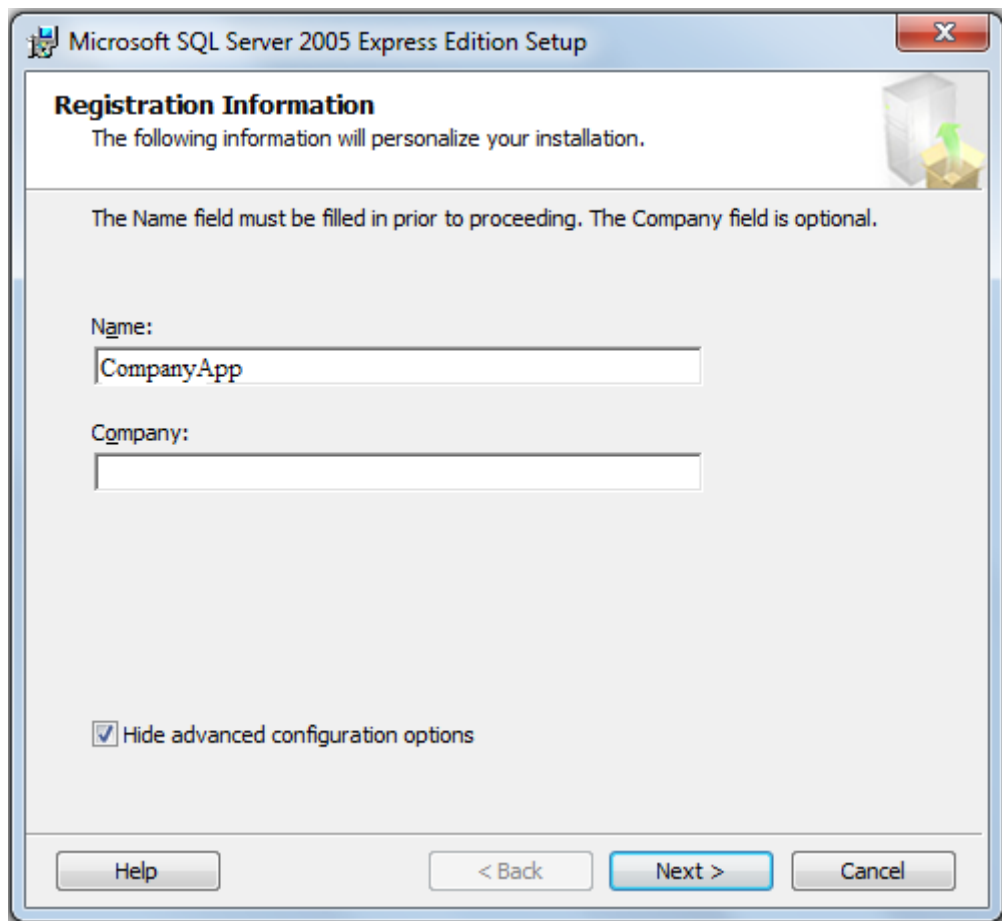 Microsoft SQL Server 2005 Express Edition Setup
Registration Information
The following information will personalize your installation.
The Name field must be filled in prior to proceeding. The Company field is optional.
Name:
CompanyApp
Company:
Hide advanced configuration options
Help
< Back
Next >
Cancel